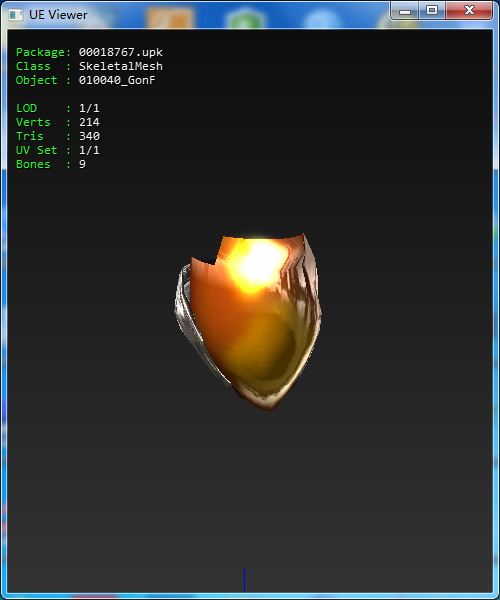 UE Viewer
Package: 00018767.upk
Class : SkeletalMesh
Object : 010040_GonF
LOD : 1/1
Verts : 214
Tris : 340
UV Set : 1/1
Bones : 9